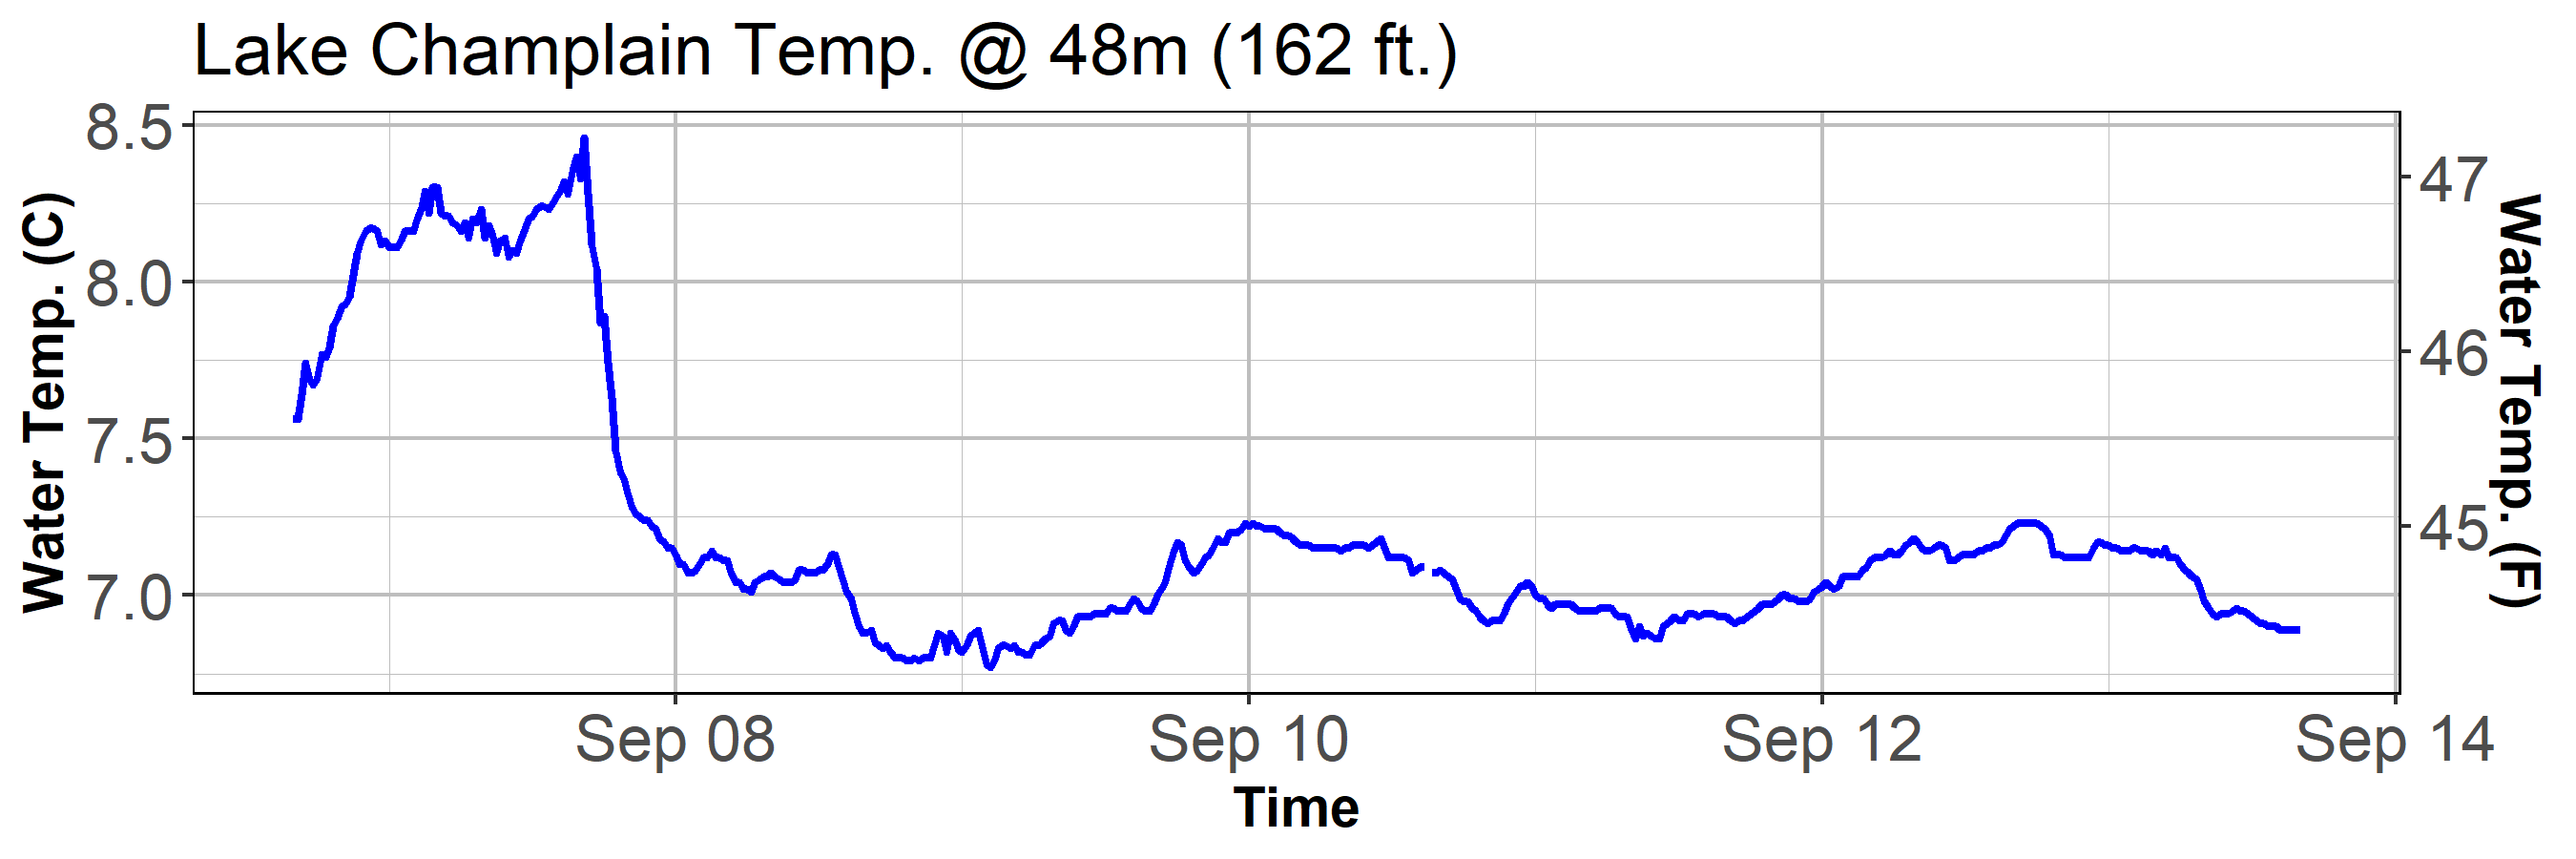 Lake Champlain Temp. @ 48m (162 ft.)
8.5
8.0
7.5
7.0
Water Temp. (C)
47
46
45
Water Temp. (F)
Sep 08
Sep 10
Sep 12
Sep 14
Time